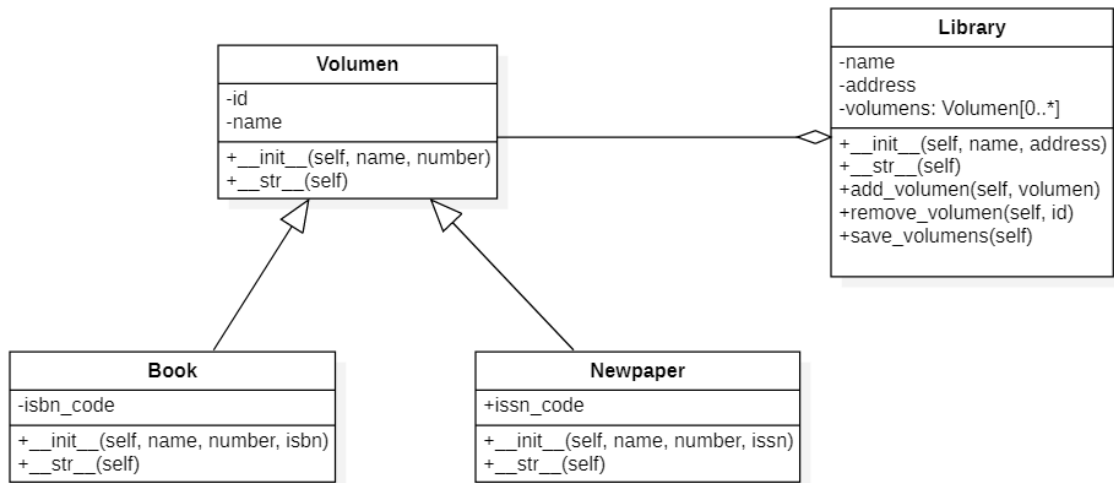 Volumen
-id
-name
+__init__(self, name, number)
+__str__(self)
Library
-name
-address
-volumens: Volumen[0..*]
+__init__(self, name, address)
+__str__(self)
+add_volumen(self, volumen)
+remove_volumen(self, id)
+save_volumens(self)
Book
-isbn_code
+__init__(self, name, number, isbn)
+__str__(self)
Newpaper
+issn_code
+__init__(self, name, number, issn)
+__str__(self)